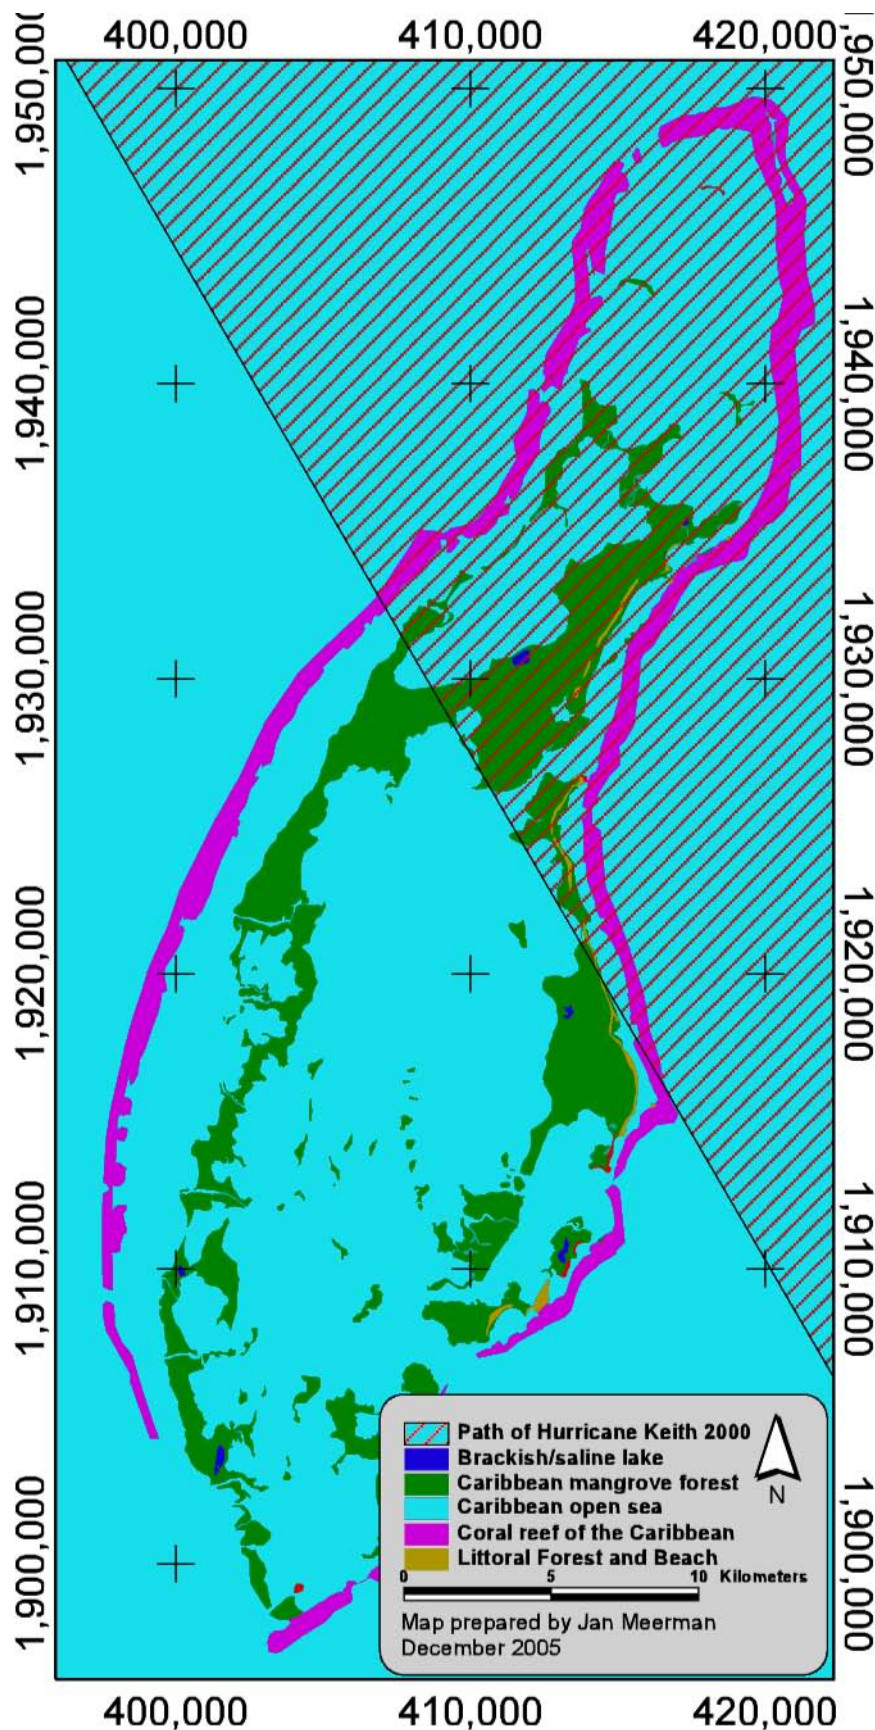 400,000 410,000 420,000
1,950,000 1,950,000
1,940,000 1,940,000
1,930,000 1,930,000
1,920,000 1,920,000
1,910,000 1,910,000
1,900,000 1,900,000
Path of Hurricane Keith 2000
Brackish/saline lake
Caribbean mangrove forest
Caribbean open sea
Coral reef of the Caribbean
Littoral Forest and Beach
N
0 5 10 Kilometers
Map prepared by Jan Meerman
December 2005
400,000 410,000 420,000